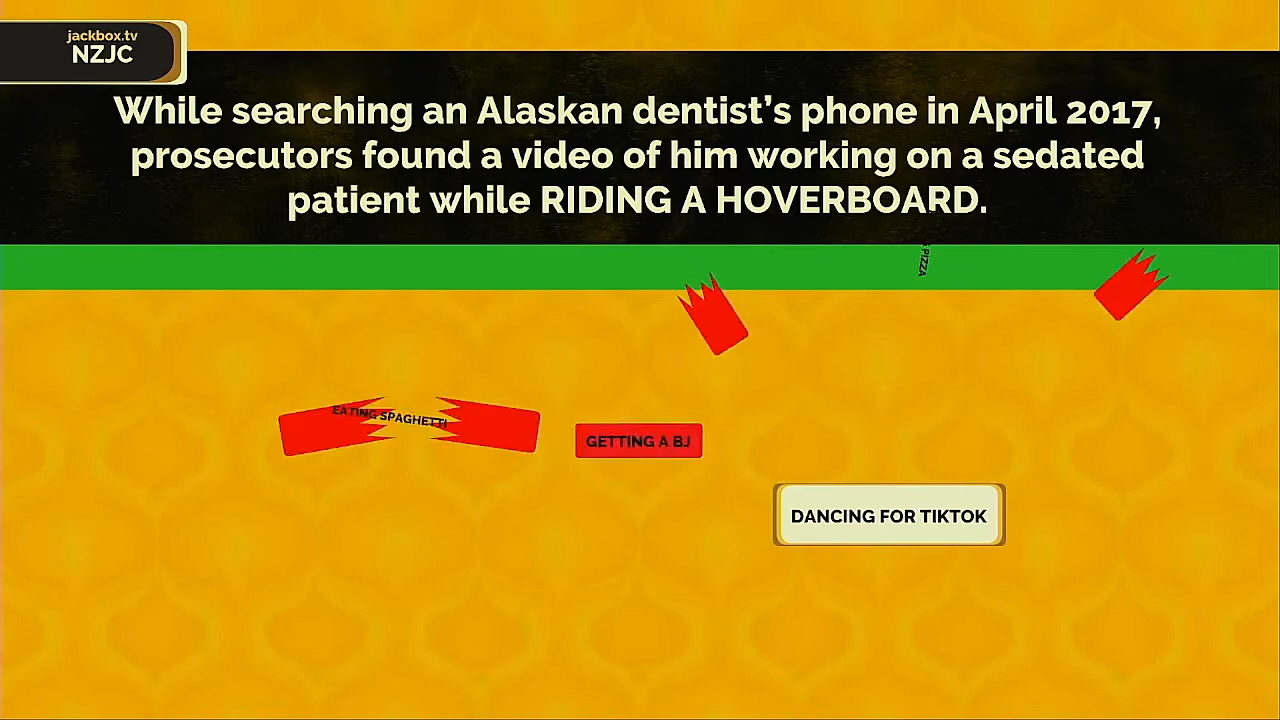 jackbox.tv
NZJC
While searching an Alaskan dentist’s phone in April 2017,
prosecutors found a video of him working on a sedated
patient while RIDING A HOVERBOARD.
PIZZA
EATING SPAGHETTI
GETTING A BJ
DANCING FOR TIKTOK